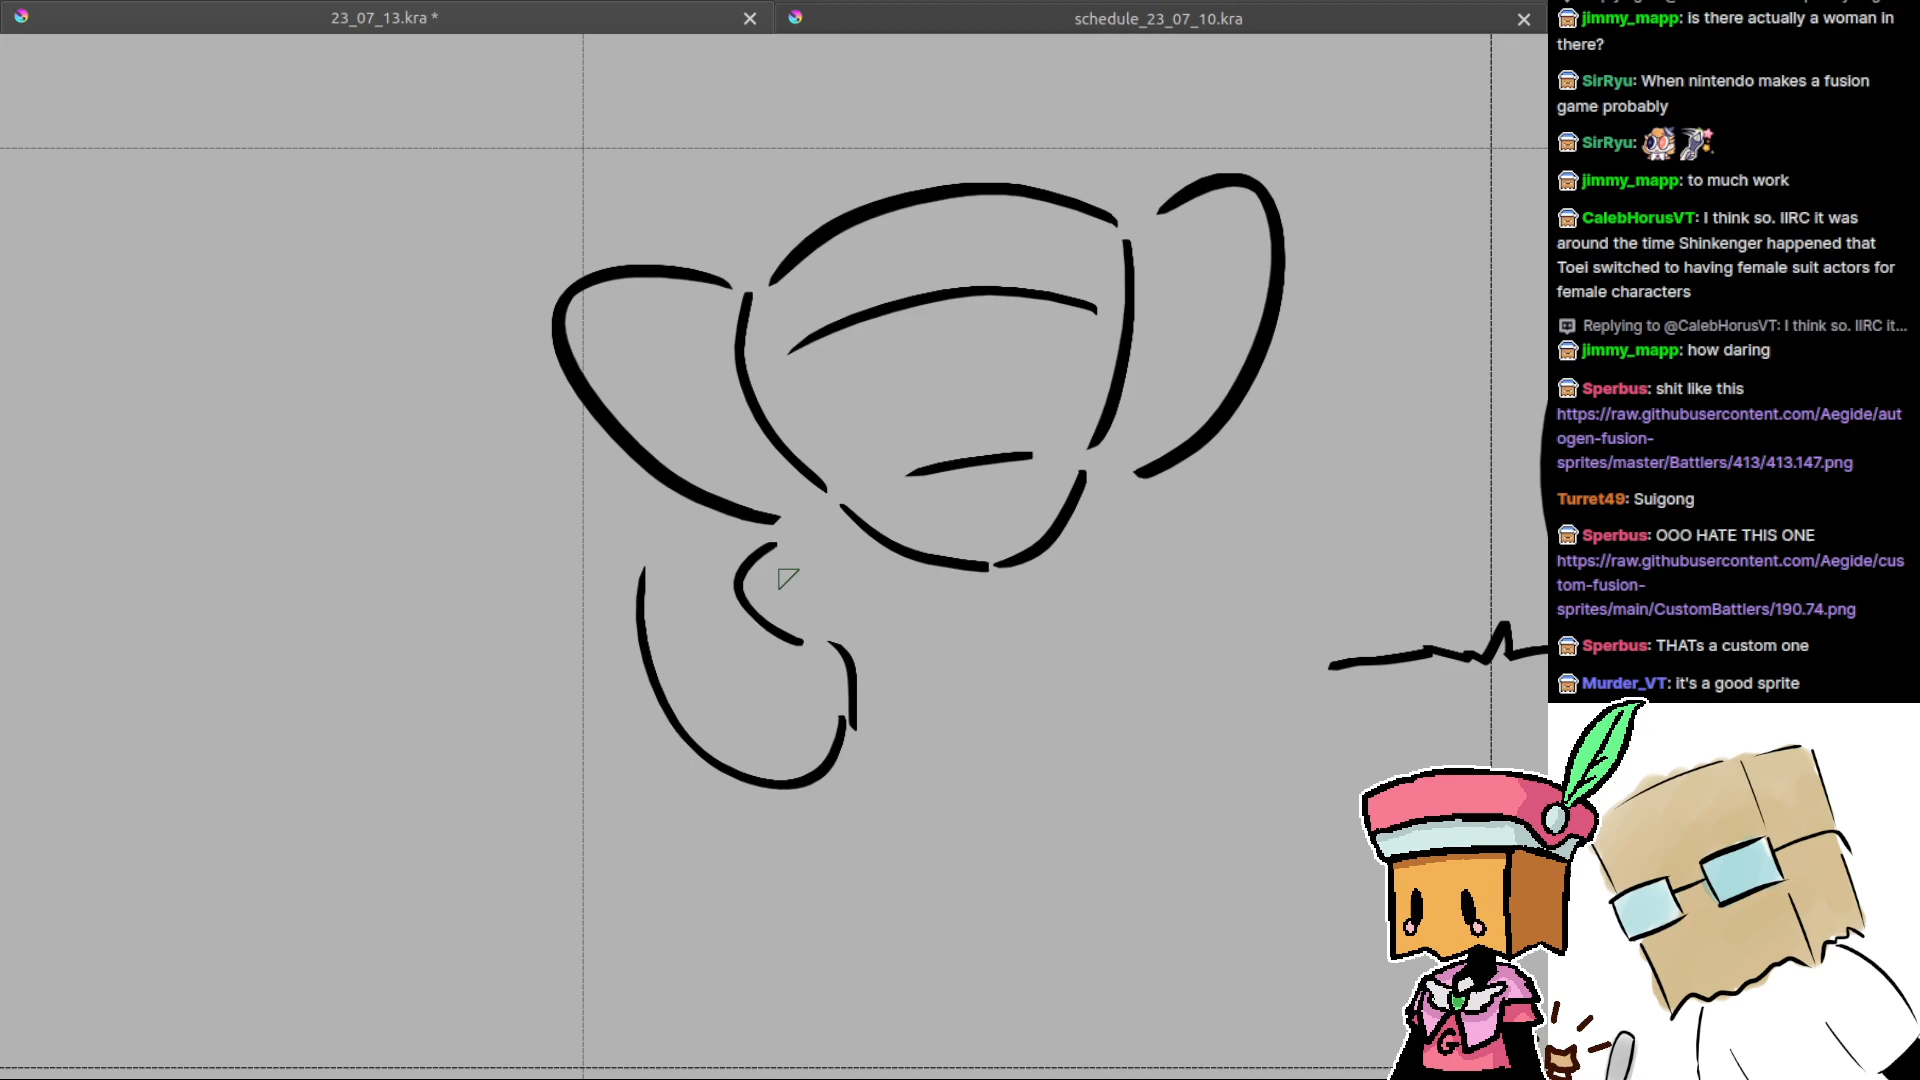 23_07_13.kra *
schedule_23_07_10.kra
jimmy_mapp: is there actually a woman in
there?
SirRyu: When nintendo makes a fusion
game probably
SirRyu:
jimmy_mapp: to much work
CalebHorusVT: I think so. IIRC it was
around the time Shinkenger happened that
Toei switched to having female suit actors for
female characters
Replying to @CalebHorusVT: I think so. IIRC it...
jimmy_mapp: how daring
Sperbus: shit like this
https://raw.githubusercontent.com/Aegide/aut
ogen-fusion-
sprites/master/Battlers/413/413.147.png
Turret49: Suigong
Sperbus: OOO HATE THIS ONE
https://raw.githubusercontent.com/Aegide/cus
tom-fusion-
sprites/main/CustomBattlers/190.74.png
Sperbus: THATs a custom one
Murder_VT: it's a good sprite
G